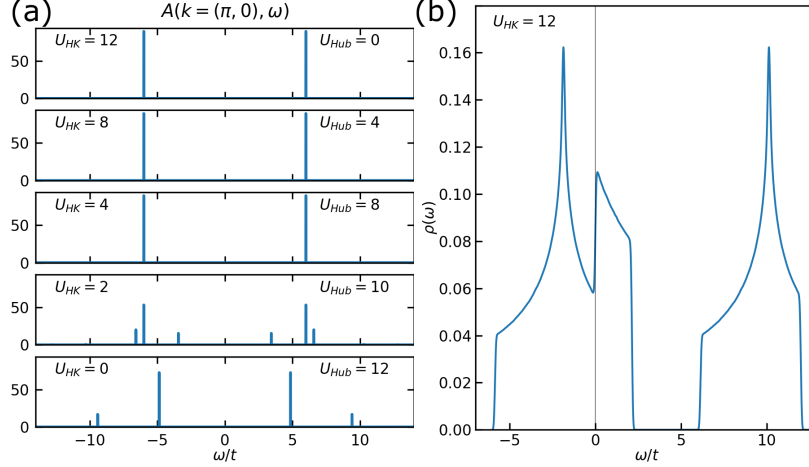 (a)
A(k = (π, 0), ω)
U_HK = 12
U_Hub = 0
50
0
U_HK = 8
U_Hub = 4
50
0
U_HK = 4
U_Hub = 8
50
0
U_HK = 2
U_Hub = 10
50
0
U_HK = 0
U_Hub = 12
50
0
−10 −5 0 5 10
ω/t
(b)
U_HK = 12
ρ(ω)
0.16
0.14
0.12
0.10
0.08
0.06
0.04
0.02
0.00
−5 0 5 10
ω/t